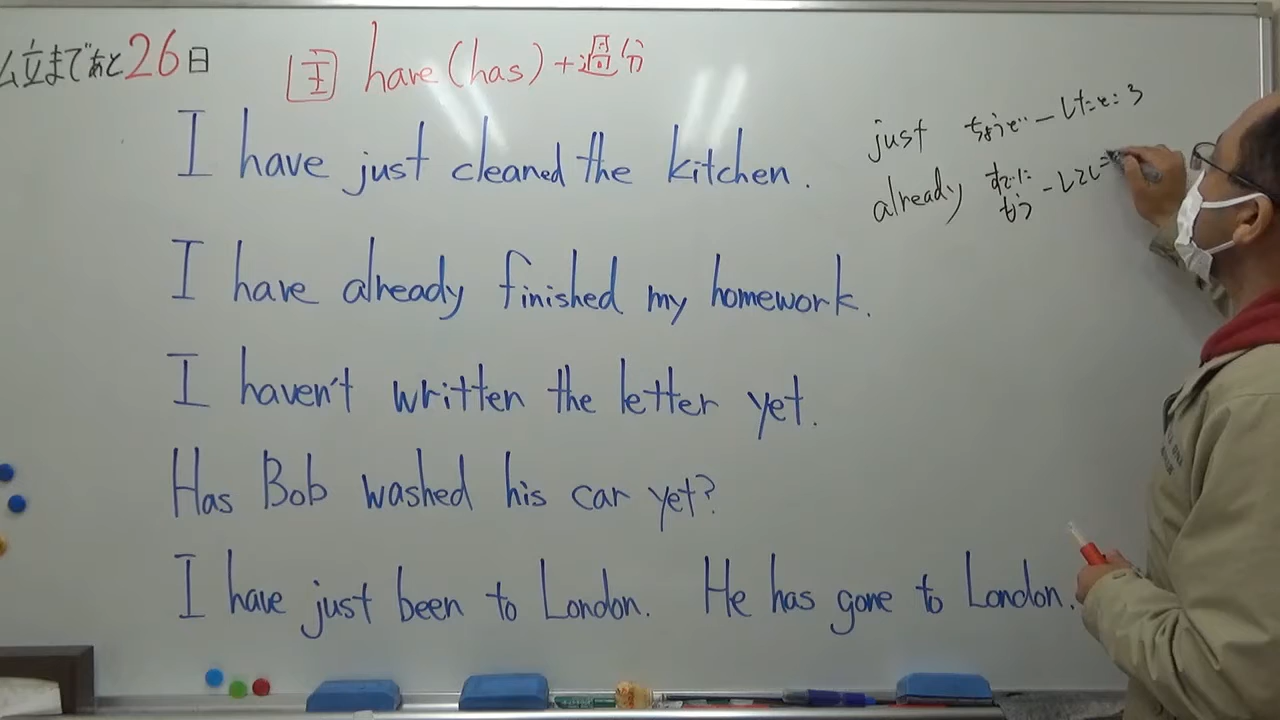 立まであと26日
主 have(has)+過分
I have just cleaned the kitchen.
I have already finished my homework.
I haven't written the letter yet.
Has Bob washed his car yet?
I have just been to London. He has gone to London.
just ちょうど-したところ
already すでに もう -して